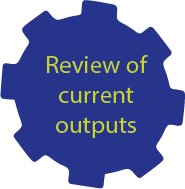 Review of
current
outputs